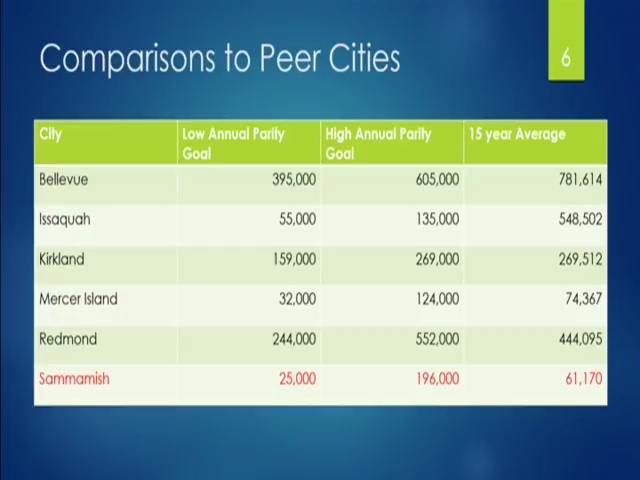 Comparisons to Peer Cities
6
City Low Annual Parity Goal High Annual Parity Goal 15 year Average
Bellevue 395,000 605,000 781,614
Issaquah 55,000 135,000 548,502
Kirkland 159,000 269,000 269,512
Mercer Island 32,000 124,000 74,367
Redmond 244,000 552,000 444,095
Sammamish 25,000 196,000 61,170